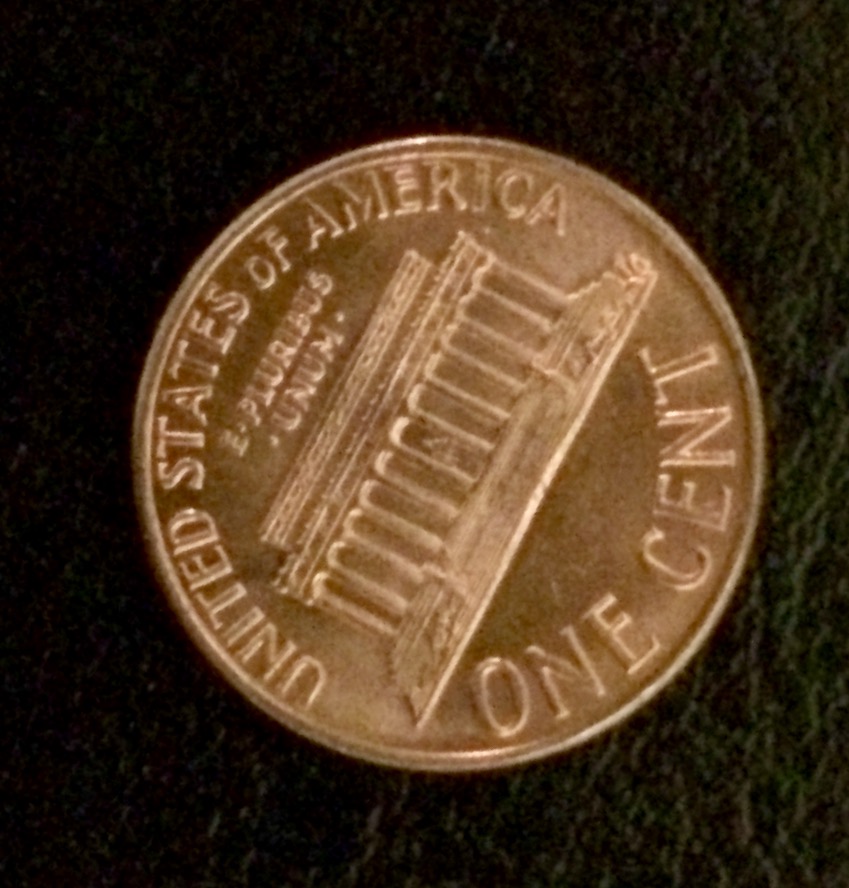 UNITED STATES OF AMERICA
E·PLURIBUS
·UNUM·
ONE CENT